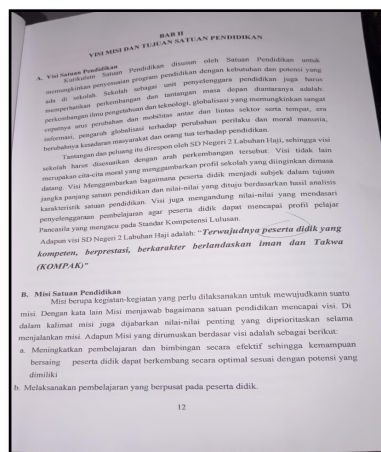 BAB II
VISI MISI DAN TUJUAN SATUAN PENDIDIKAN
A. Visi Satuan Pendidikan
Kurikulum Satuan Pendidikan disusun oleh Satuan Pendidikan untuk
memungkinkan penyesuaian program pendidikan dengan kebutuhan dan potensi yang
ada di sekolah. Sekolah sebagai unit penyelenggara pendidikan juga harus
memperhatikan perkembangan dan tantangan masa depan diantaranya adalah
perkembangan ilmu pengetahuan dan teknologi, globalisasi yang memungkinkan sangat
cepatnya arus perubahan dan mobilitas antar dan lintas sektor serta tempat, era
informasi, pengaruh globalisasi terhadap perubahan perilaku dan moral manusia,
berubahnya kesadaran masyarakat dan orang tua terhadap pendidikan.
Tantangan dan peluang itu direspon oleh SD Negeri 2 Labuhan Haji, sehingga visi
sekolah harus disesuaikan dengan arah perkembangan tersebut. Visi tidak lain
merupakan cita-cita moral yang menggambarkan profil sekolah yang diinginkan dimasa
datang. Visi Menggambarkan bagaimana peserta didik menjadi subjek dalam tujuan
jangka panjang satuan pendidikan dan nilai-nilai yang dituju berdasarkan hasil analisis
karakteristik satuan pendidikan. Visi juga mengandung nilai-nilai yang mendasari
penyelenggaraan pembelajaran agar peserta didik dapat mencapai profil pelajar
Pancasila yang mengacu pada Standar Kompetensi Lulusan.
Adapun visi SD Negeri 2 Labuhan Haji adalah: "Terwujudnya peserta didik yang
kompeten, berprestasi, berkarakter berlandaskan iman dan Takwa
(KOMPAK)"
B. Misi Satuan Pendidikan
Misi berupa kegiatan-kegiatan yang perlu dilaksanakan untuk mewujudkann suatu
misi. Dengan kata lain Misi menjawab bagaimana satuan pendidikan mencapai visi. Di
dalam kalimat misi juga dijabarkan nilai-nilai penting yang diprioritaskan selama
menjalankan misi. Adapun Misi yang dirumuskan berdasar visi adalah sebagai berikut:
a. Meningkatkan pembelajaran dan bimbingan secara efektif sehingga kemampuan
bersaing peserta didik dapat berkembang secara optimal sesuai dengan potensi yang
dimiliki
b. Melaksanakan pembelajaran yang berpusat pada peserta didik.
12